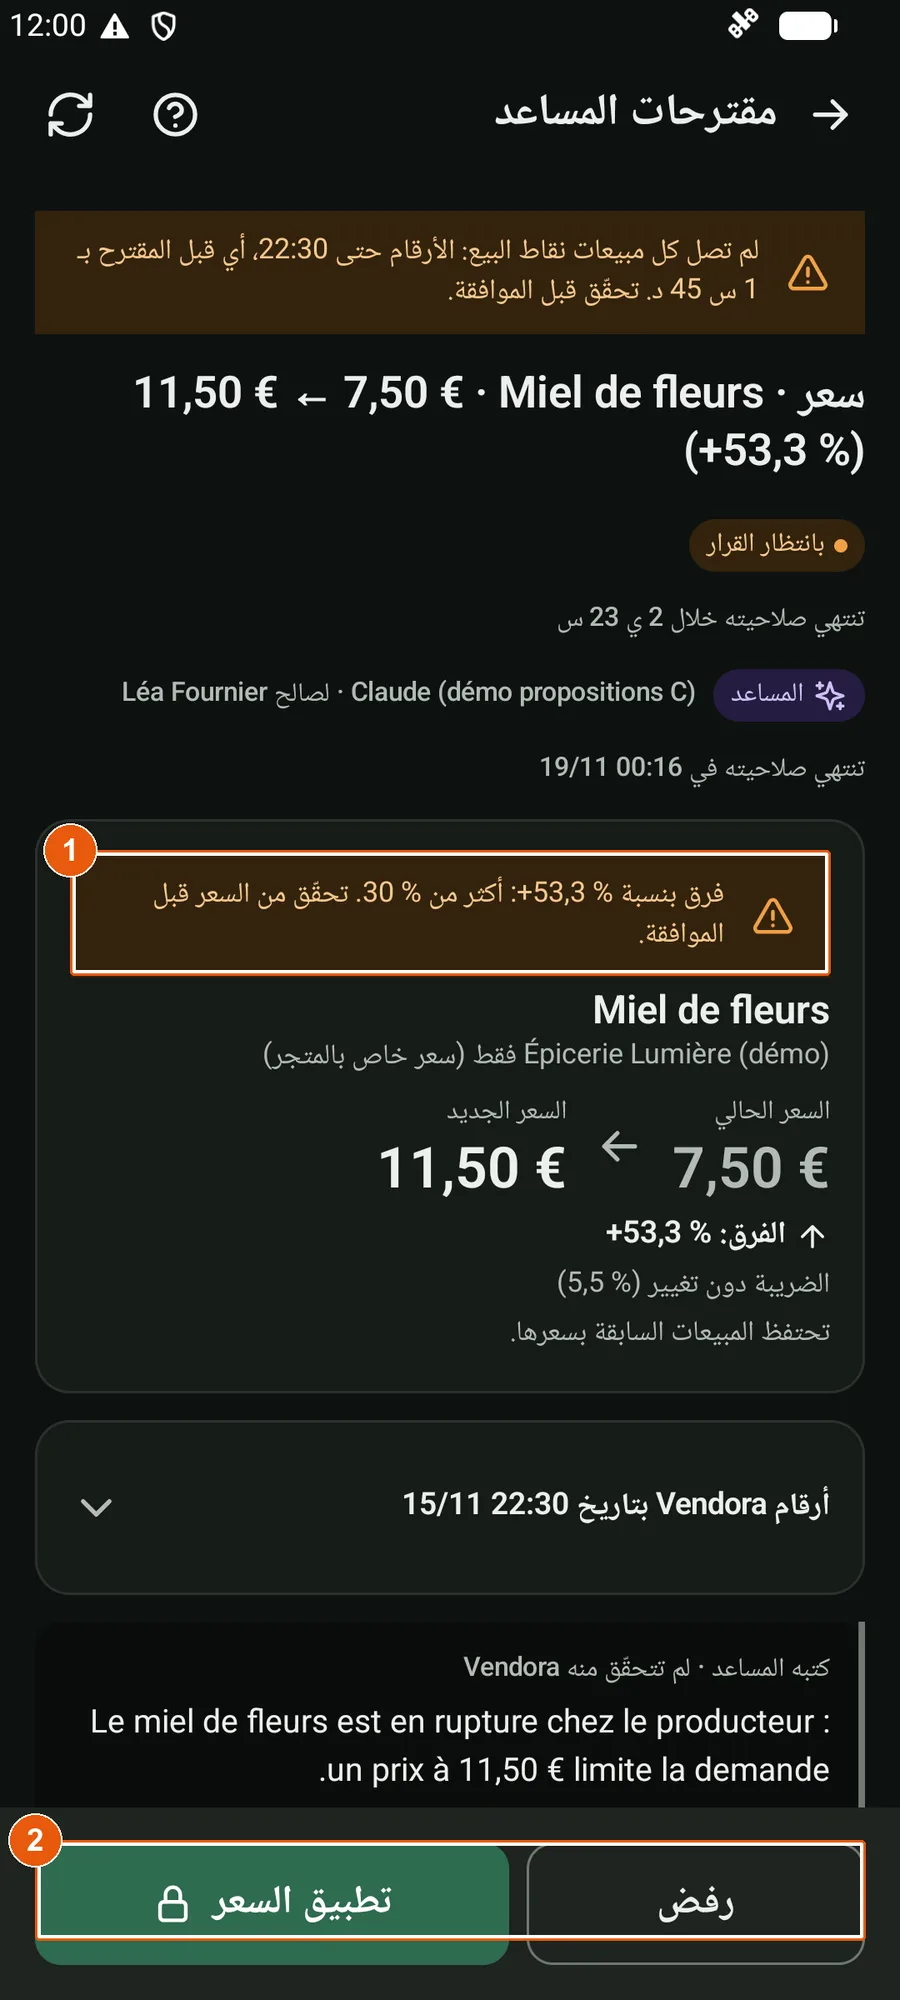 12:00
مقترحات المساعد
لم تصل كل مبيعات نقاط البيع: الأرقام حتى 22:30، أي قبل المقترح بـ
1 س 45 د. تحقّق قبل الموافقة.
سعر · Miel de fleurs · 7,50 € ← 11,50 €
(+53,3 %)
بانتظار القرار
تنتهي صلاحيته خلال 2 ي 23 س
المساعد
Claude (démo propositions C) · لصالح Léa Fournier
تنتهي صلاحيته في 19/11 00:16
1
فرق بنسبة +53,3 %: أكثر من 30 %. تحقّق من السعر قبل
الموافقة.
Miel de fleurs
Épicerie Lumière (démo) فقط (سعر خاص بالمتجر)
السعر الحالي
السعر الجديد
7,50 € ← 11,50 €
↑ الفرق: +53,3 %
الضريبة دون تغيير (5,5 %)
تحتفظ المبيعات السابقة بسعرها.
أرقام Vendora بتاريخ 15/11 22:30
كتبه المساعد · لم تتحقّق منه Vendora
Le miel de fleurs est en rupture chez le producteur :
un prix à 11,50 € limite la demande.
2
رفض
تطبيق السعر